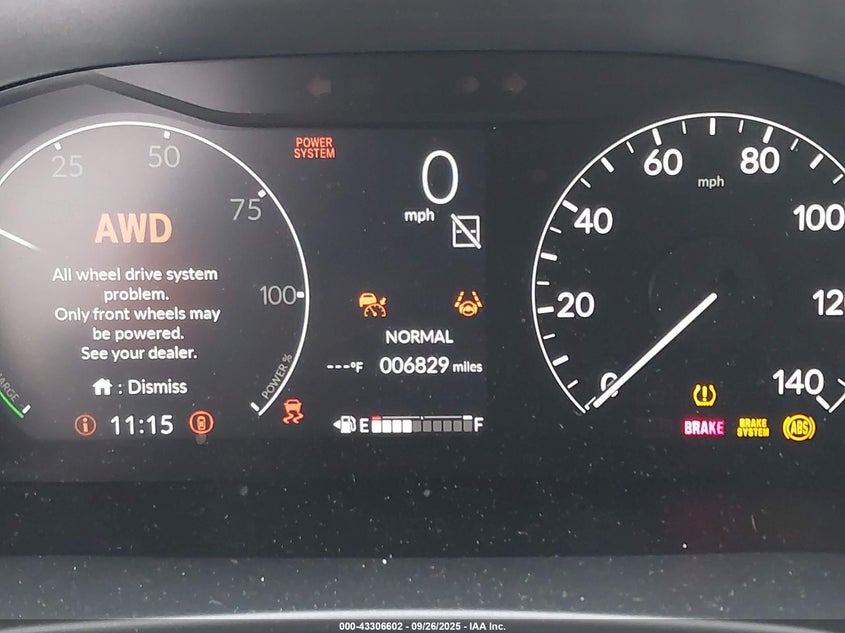 25
50
75
100
POWER
SYSTEM
0
mph
AWD
All wheel drive system
problem.
Only front wheels may
be powered.
See your dealer.
: Dismiss
11:15
POWER %
NORMAL
---°F 006829 miles
E F
0
20
40
60
80
100
140
mph
BRAKE
BRAKE
SYSTEM
ABS
000-43306602 - 09/26/2025 - IAA Inc.